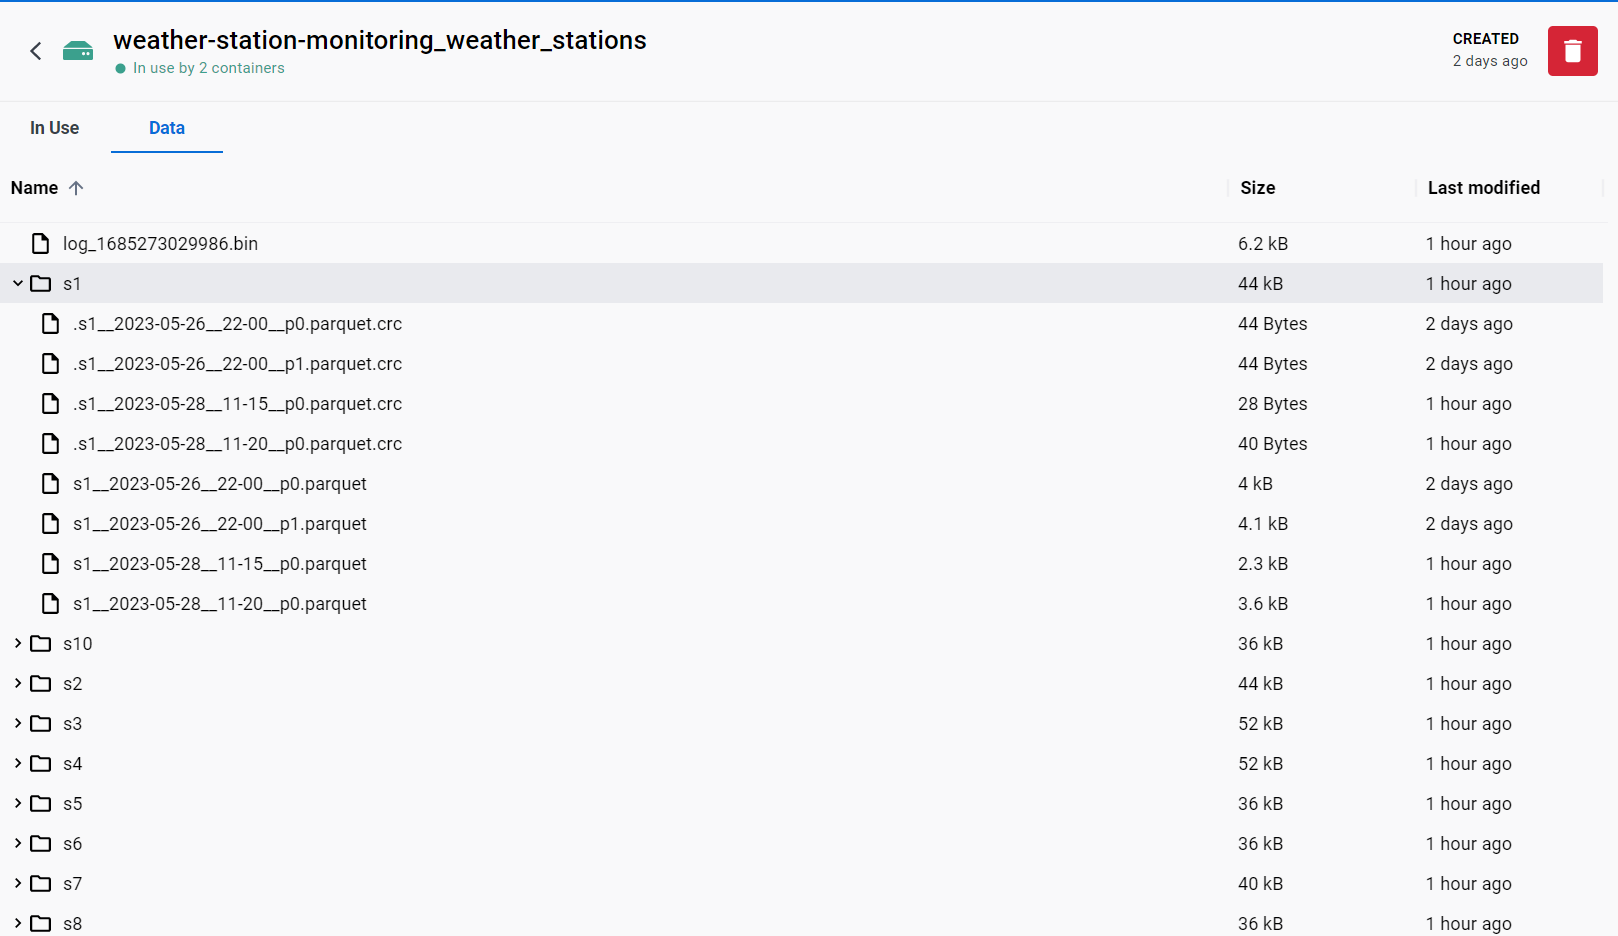 weather-station-monitoring_weather_stations
In use by 2 containers
CREATED
2 days ago
In Use Data
Name Size Last modified
log_1685273029986.bin 6.2 kB 1 hour ago
s1 44 kB 1 hour ago
.s1__2023-05-26__22-00__p0.parquet.crc 44 Bytes 2 days ago
.s1__2023-05-26__22-00__p1.parquet.crc 44 Bytes 2 days ago
.s1__2023-05-28__11-15__p0.parquet.crc 28 Bytes 1 hour ago
.s1__2023-05-28__11-20__p0.parquet.crc 40 Bytes 1 hour ago
s1__2023-05-26__22-00__p0.parquet 4 kB 2 days ago
s1__2023-05-26__22-00__p1.parquet 4.1 kB 2 days ago
s1__2023-05-28__11-15__p0.parquet 2.3 kB 1 hour ago
s1__2023-05-28__11-20__p0.parquet 3.6 kB 1 hour ago
s10 36 kB 1 hour ago
s2 44 kB 1 hour ago
s3 52 kB 1 hour ago
s4 52 kB 1 hour ago
s5 36 kB 1 hour ago
s6 36 kB 1 hour ago
s7 40 kB 1 hour ago
s8 36 kB 1 hour ago